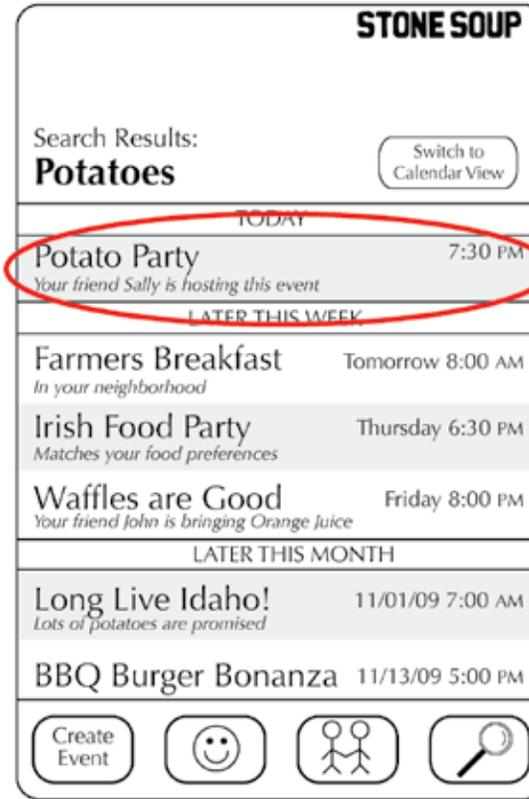 STONE SOUP
Search Results:
Potatoes
Switch to
Calendar View
TODAY
Potato Party 7:30 PM
Your friend Sally is hosting this event
LATER THIS WEEK
Farmers Breakfast Tomorrow 8:00 AM
In your neighborhood
Irish Food Party Thursday 6:30 PM
Matches your food preferences
Waffles are Good Friday 8:00 PM
Your friend John is bringing Orange Juice
LATER THIS MONTH
Long Live Idaho! 11/01/09 7:00 AM
Lots of potatoes are promised
BBQ Burger Bonanza 11/13/09 5:00 PM
Create
Event